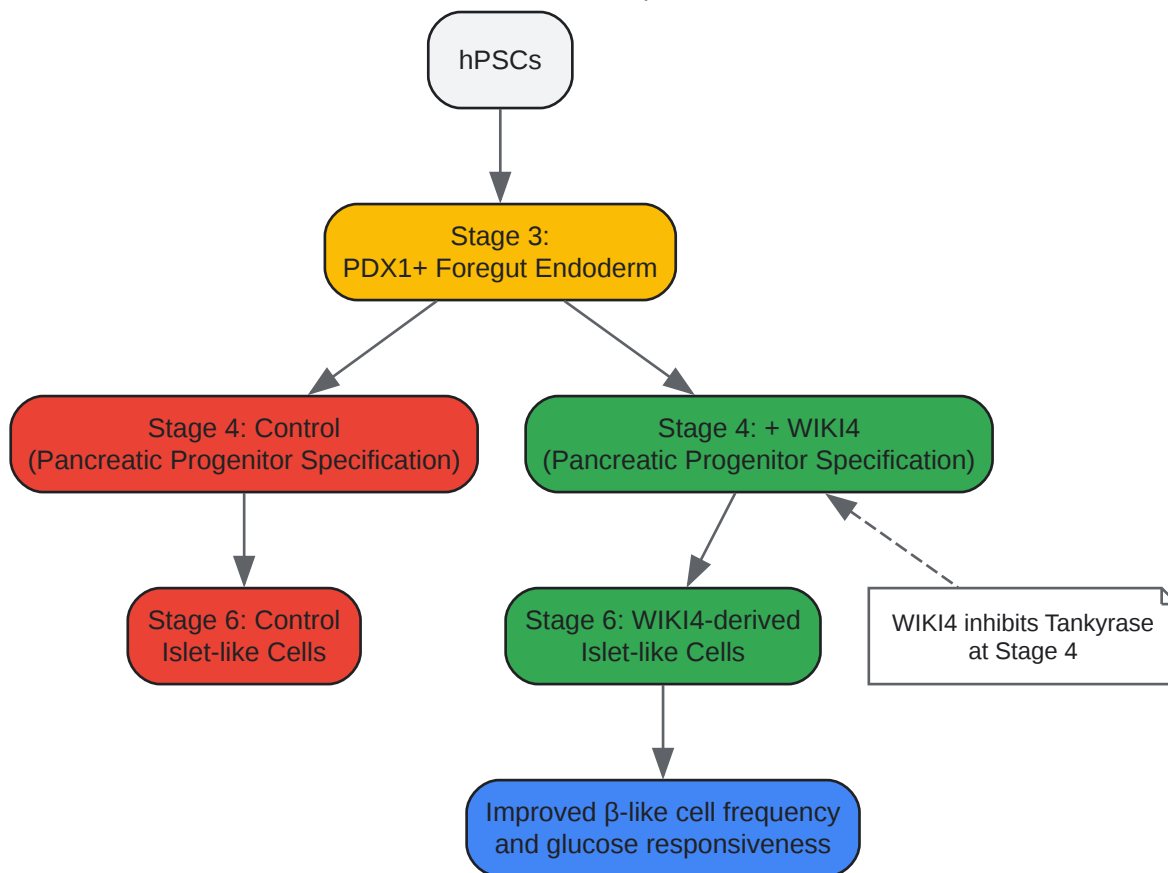 hPSCs
Stage 3:
PDX1+ Foregut Endoderm
Stage 4: Control
(Pancreatic Progenitor Specification)
Stage 4: + WIKI4
(Pancreatic Progenitor Specification)
Stage 6: Control
Islet-like Cells
Stage 6: WIKI4-derived
Islet-like Cells
WIKI4 inhibits Tankyrase
at Stage 4
Improved β-like cell frequency
and glucose responsiveness